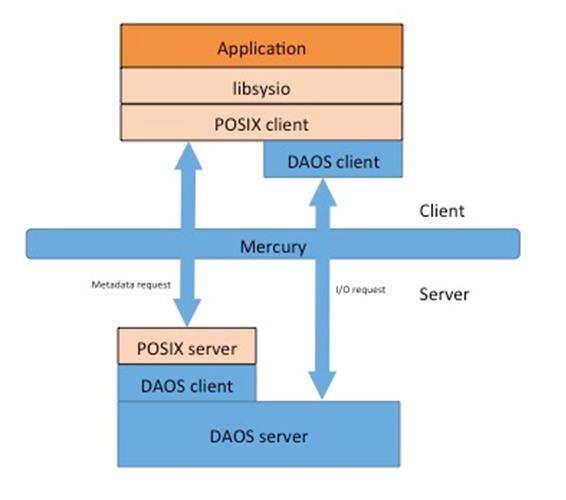 Application
libsysio
POSIX client
DAOS client
Client
Mercury
Metadata request
I/O request
Server
POSIX server
DAOS client
DAOS server